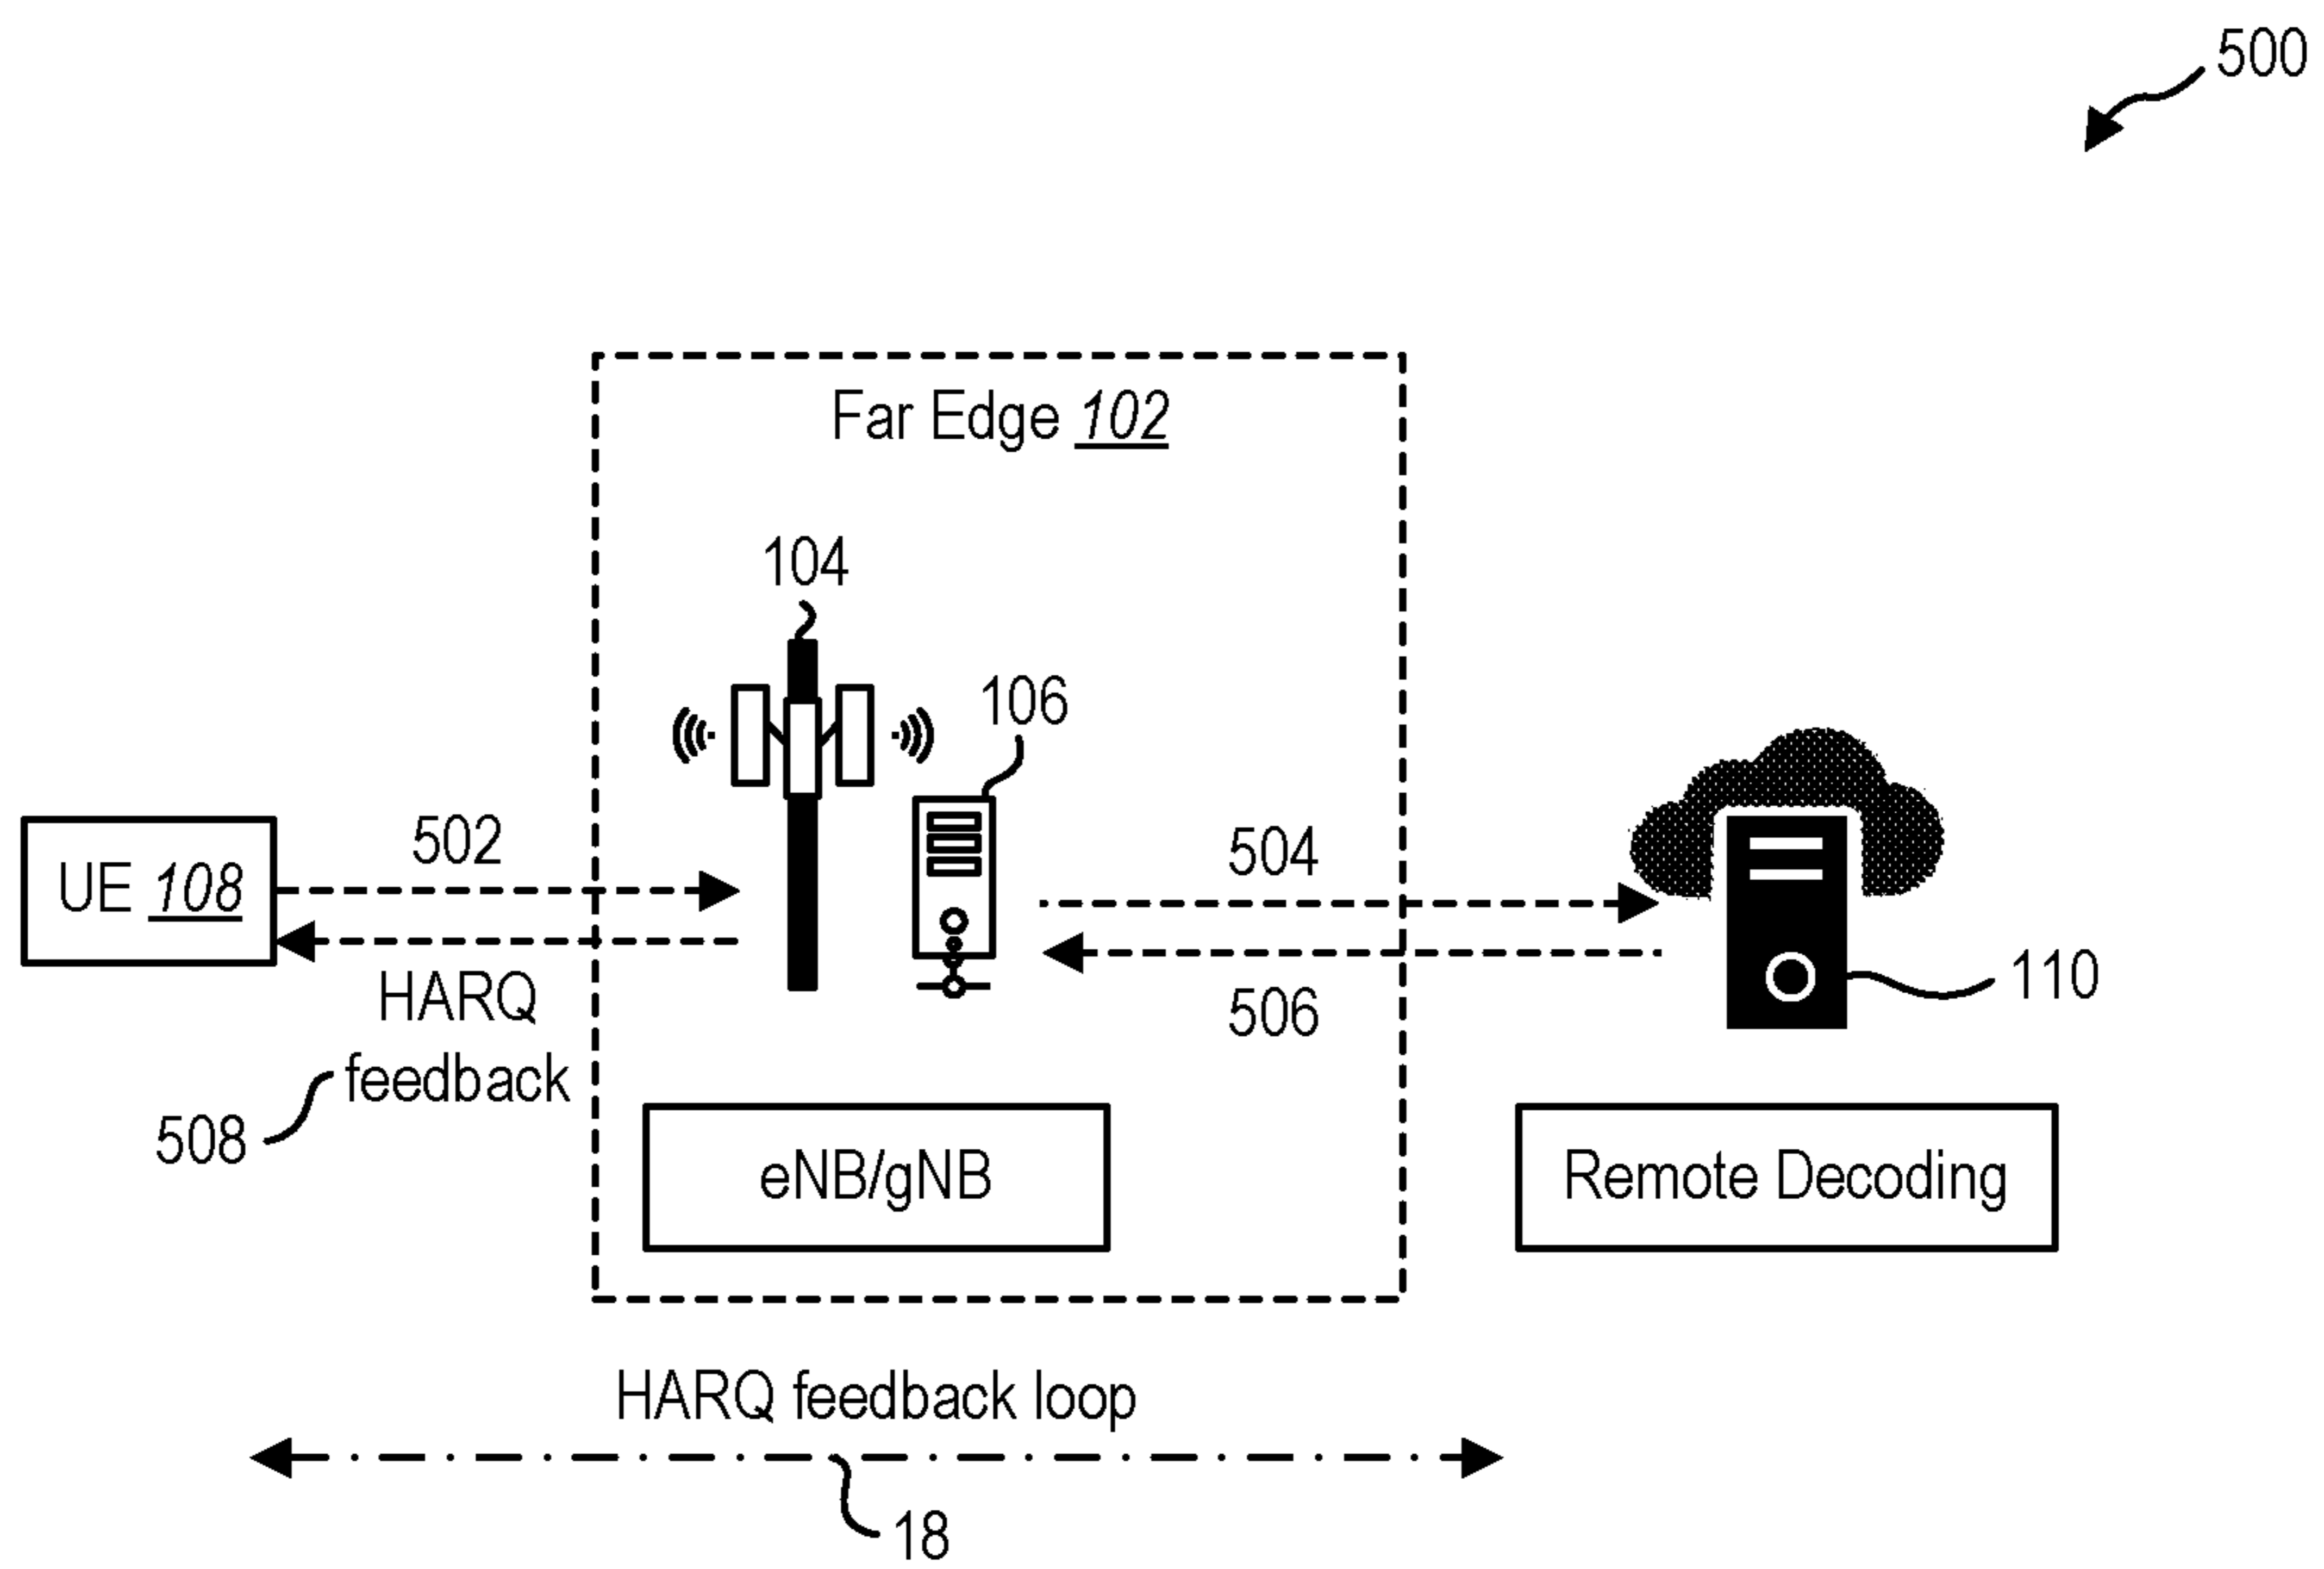 500
Far Edge 102
104
106
UE 108
502
504
HARQ
feedback
508
506
110
eNB/gNB
Remote Decoding
HARQ feedback loop
18